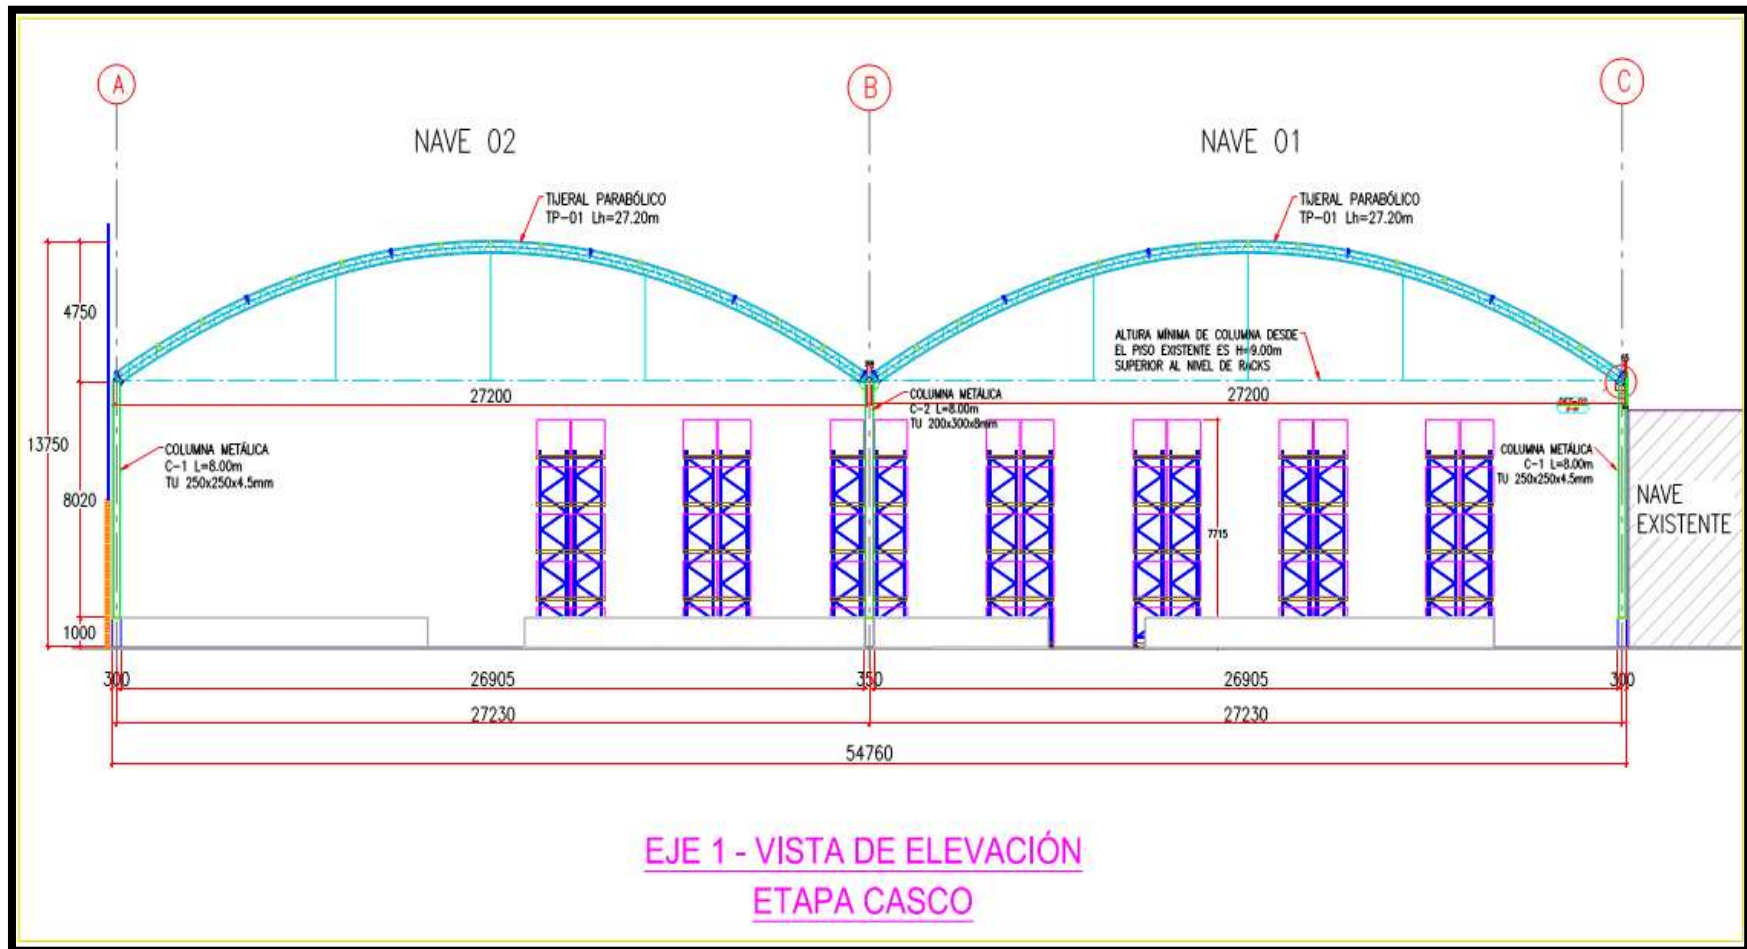 A
B
C
NAVE 02
NAVE 01
TIJERAL PARABÓLICO
TP-01 Lh=27.20m
TIJERAL PARABÓLICO
TP-01 Lh=27.20m
4750
ALTURA MÍNIMA DE COLUMNA DESDE
EL PISO EXISTENTE ES H=9.00m
SUPERIOR AL NIVEL DE RACKS
27200
27200
COLUMNA METÁLICA
C-2 L=8.00m
TU 200x300x8mm
13750
COLUMNA METÁLICA
C-1 L=8.00m
TU 250x250x4.5mm
COLUMNA METÁLICA
C-1 L=8.00m
TU 250x250x4.5mm
8020
NAVE
EXISTENTE
7715
1000
300
26905
350
26905
300
27230
27230
54760
EJE 1 - VISTA DE ELEVACIÓN
ETAPA CASCO